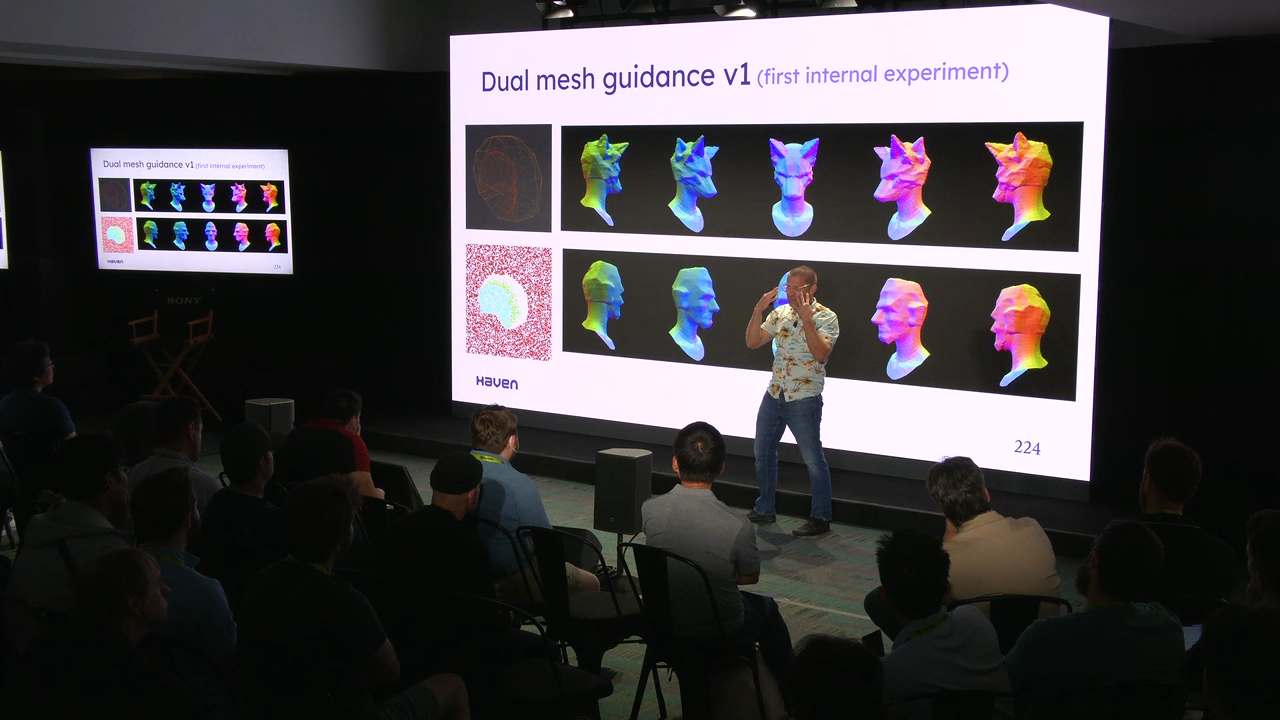 Dual mesh guidance v1 (first internal experiment)
Haven
224
Dual mesh guidance v1 (first internal experiment)
Haven
224
SONY